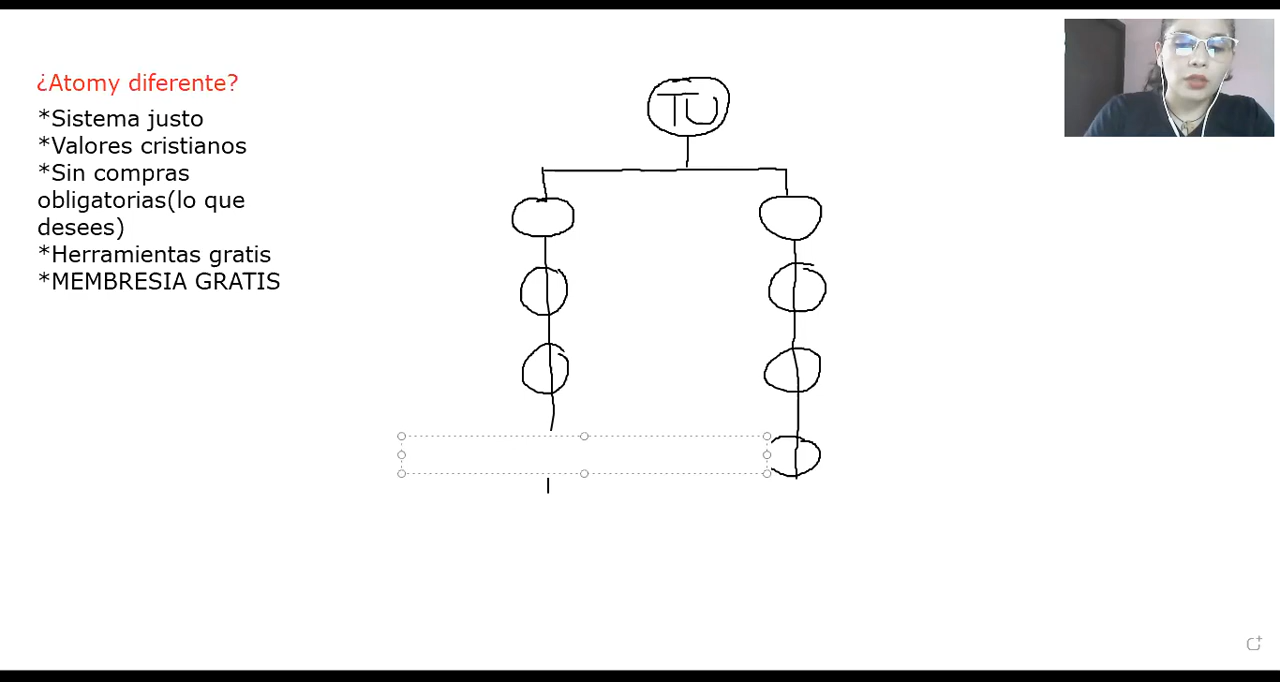 ¿Atomy diferente?
*Sistema justo
*Valores cristianos
*Sin compras
obligatorias(lo que
desees)
*Herramientas gratis
*MEMBRESIA GRATIS
TU